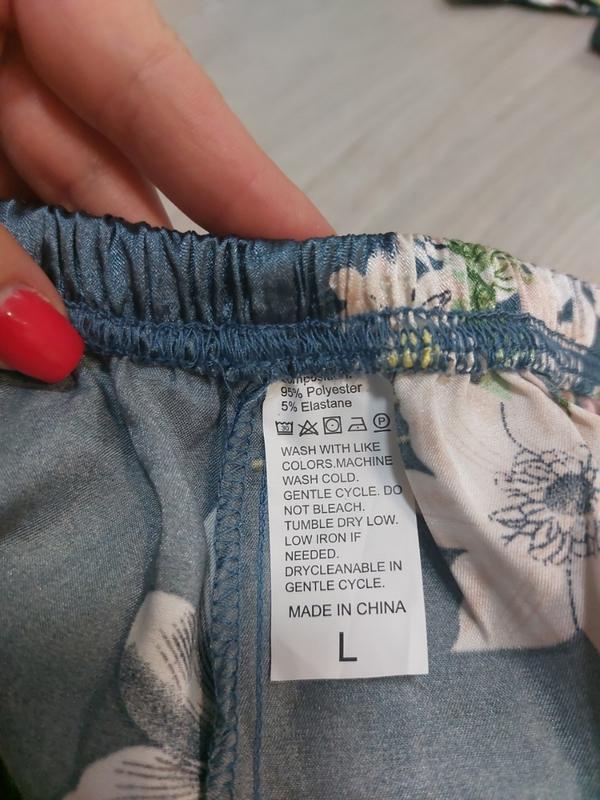 95% Polyester
5% Elastane
P
WASH WITH LIKE
COLORS.MACHINE
WASH COLD.
GENTLE CYCLE. DO
NOT BLEACH.
TUMBLE DRY LOW.
LOW IRON IF
NEEDED.
DRYCLEANABLE IN
GENTLE CYCLE.
MADE IN CHINA
L